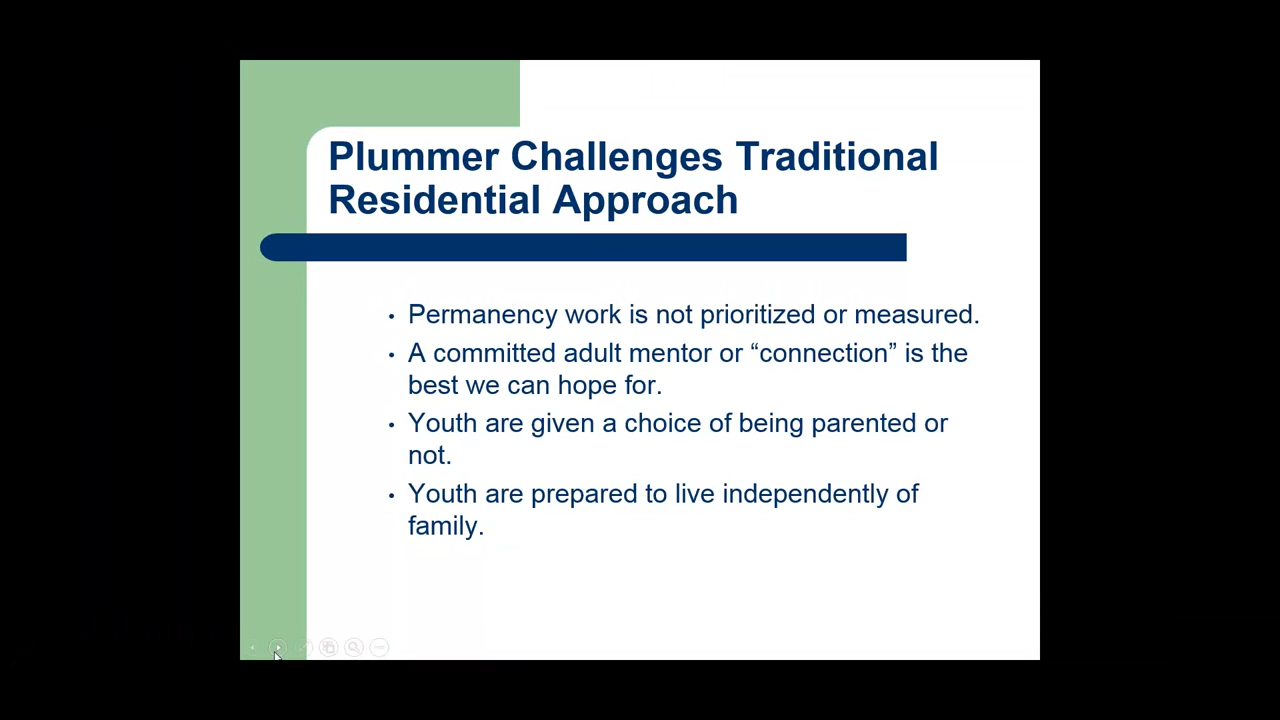 Plummer Challenges Traditional
Residential Approach
• Permanency work is not prioritized or measured.
• A committed adult mentor or “connection” is the
best we can hope for.
• Youth are given a choice of being parented or
not.
• Youth are prepared to live independently of
family.